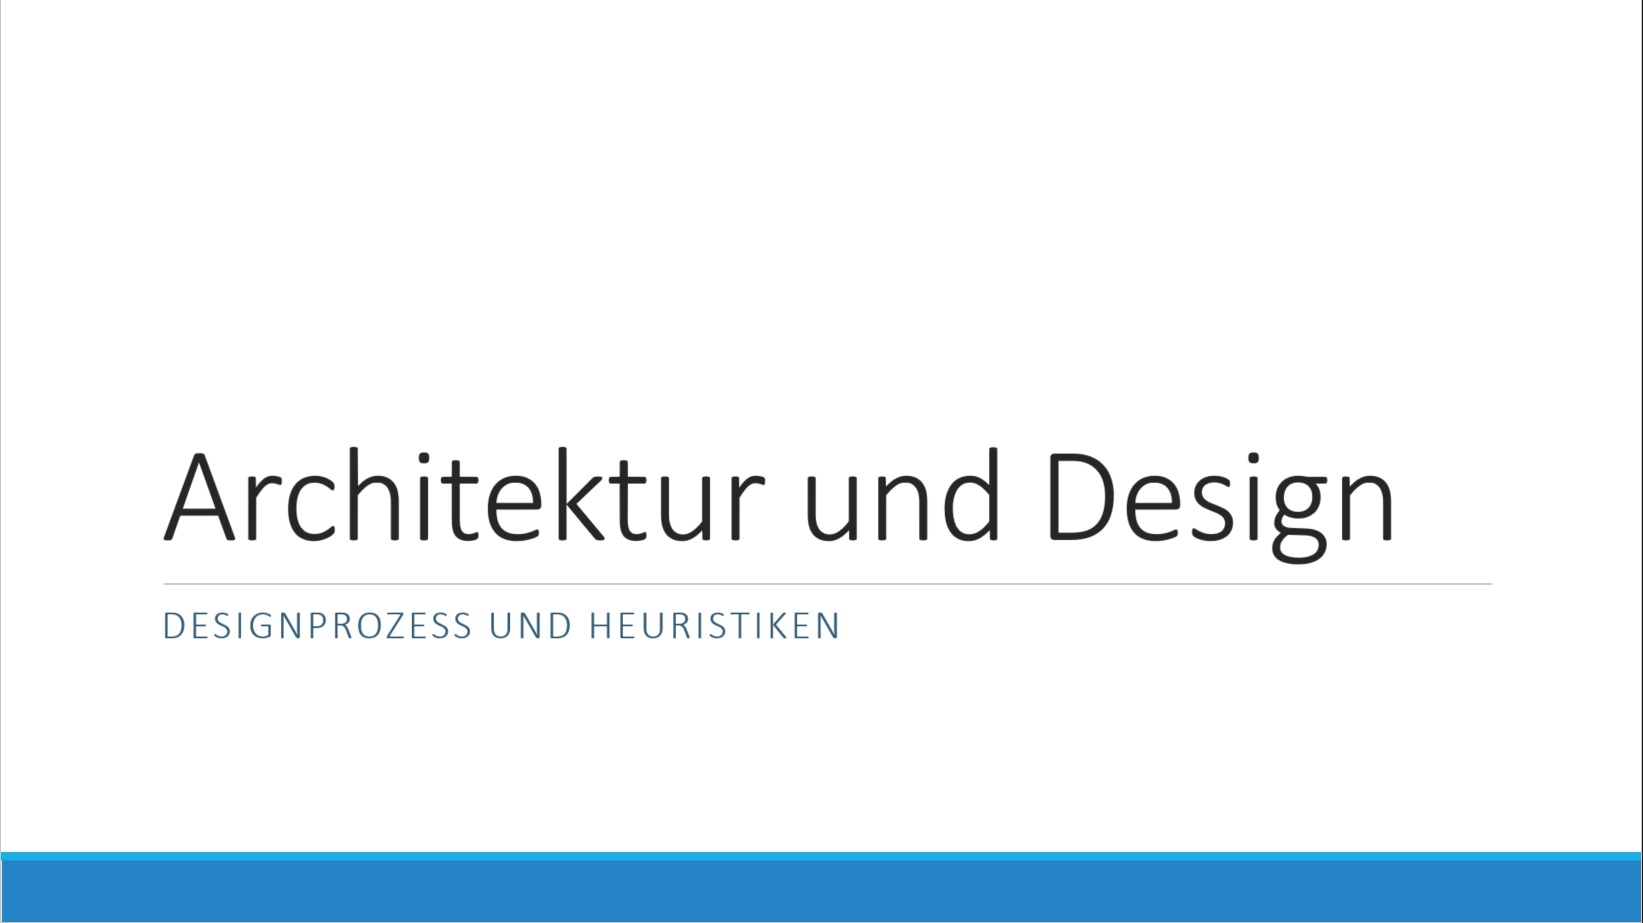 Architektur und Design
DESIGNPROZESS UND HEURISTIKEN